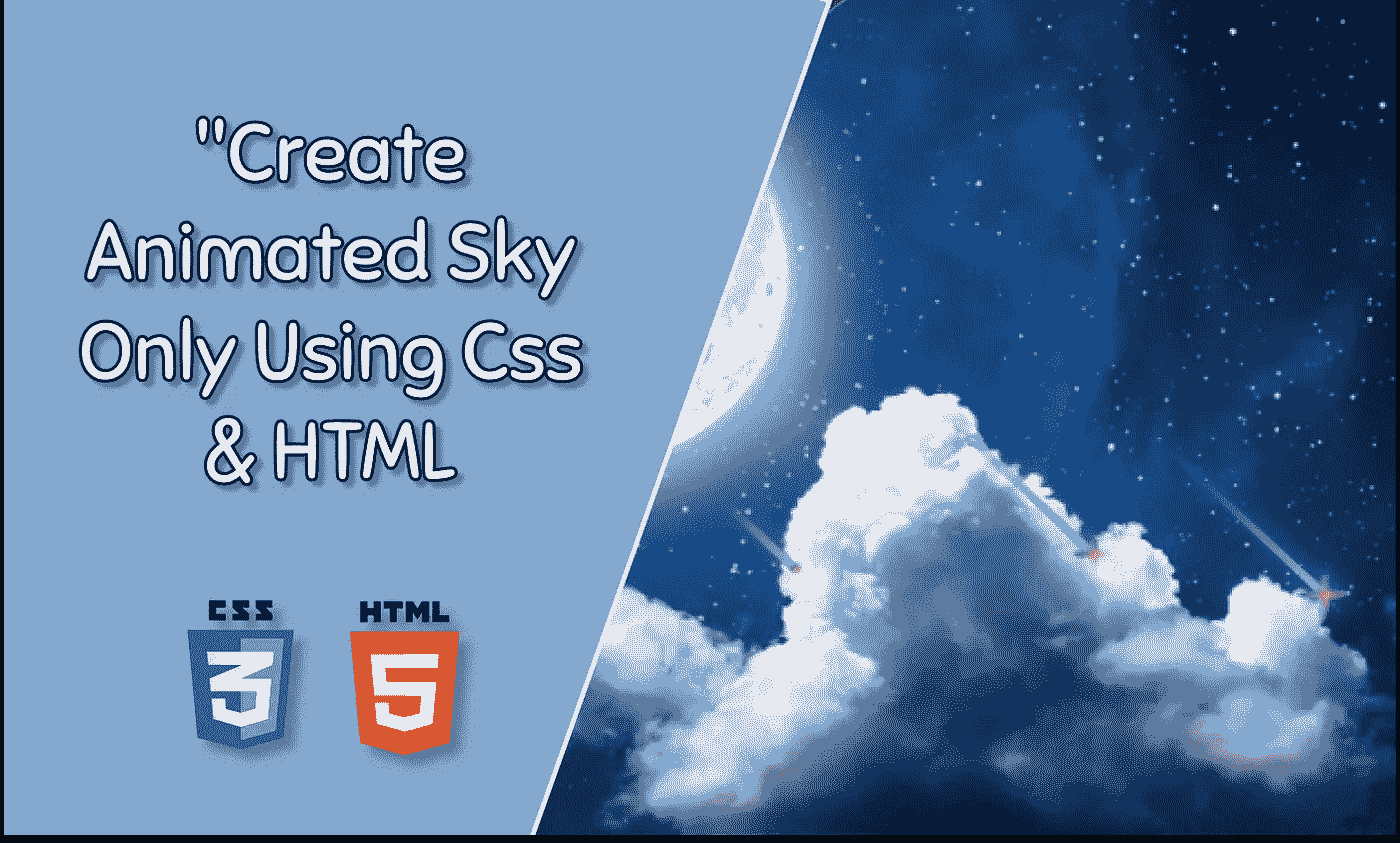 "Create
Animated Sky
Only Using Css
& HTML
CSS HTML
3 5